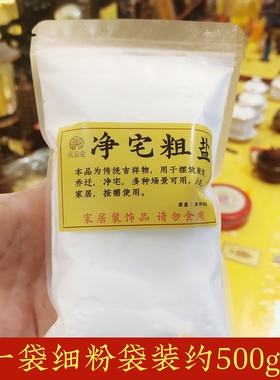 净宅粗盐
本品为传统吉祥物，用于摆放
乔迁，净宅，多种场景可用，
家居，按需使用。
重量：
家居装饰品 请勿食用
一袋细粉袋装约500g